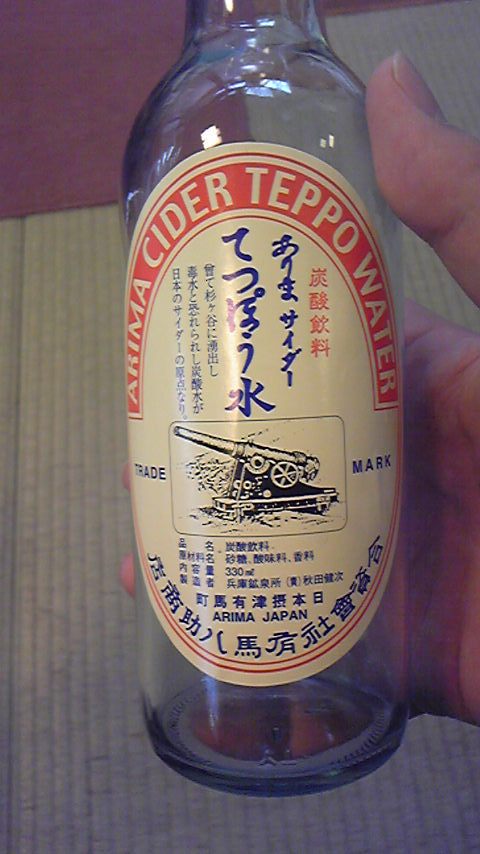 ARIMA CIDER TEPPO WATER
炭酸飲料
ありまサイダー
てつぽう水
曾て杉ヶ谷に湧出し
毒水と恐れられし炭酸水が
日本のサイダーの原点なり。
TRADE MARK
品名 炭酸飲料
原材料名 砂糖、酸味料、香料
内容量 330ml
製造者 兵庫鉱泉所 (責)秋田健次
町馬有津摂本日
ARIMA JAPAN
店商助八馬有社會資合